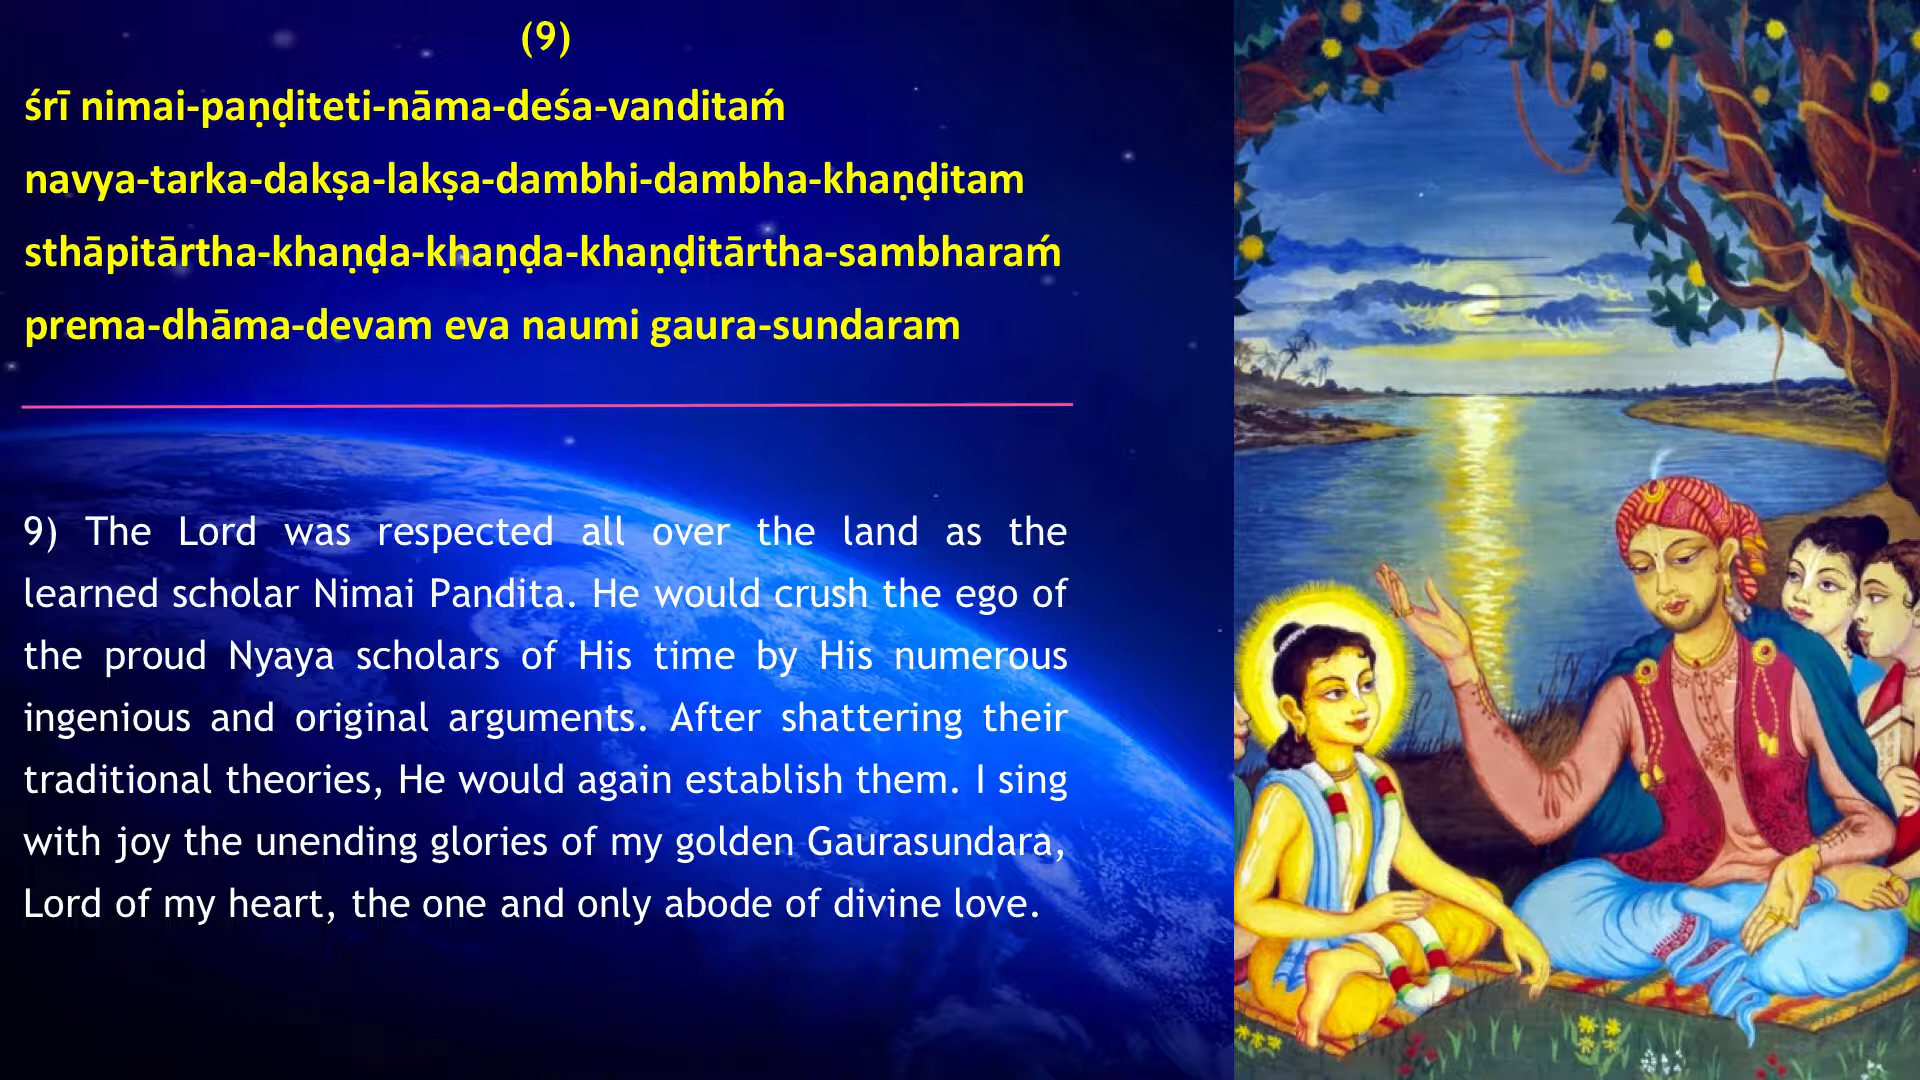 (9)
śrī nimai-paṇḍiteti-nāma-deśa-vanditaḿ
navya-tarka-dakṣa-lakṣa-dambhi-dambha-khaṇḍitam
sthāpitārtha-khaṇḍa-khaṇḍa-khaṇḍitārtha-sambharaḿ
prema-dhāma-devam eva naumi gaura-sundaram
9) The Lord was respected all over the land as the
learned scholar Nimai Pandita. He would crush the ego of
the proud Nyaya scholars of His time by His numerous
ingenious and original arguments. After shattering their
traditional theories, He would again establish them. I sing
with joy the unending glories of my golden Gaurasundara,
Lord of my heart, the one and only abode of divine love.